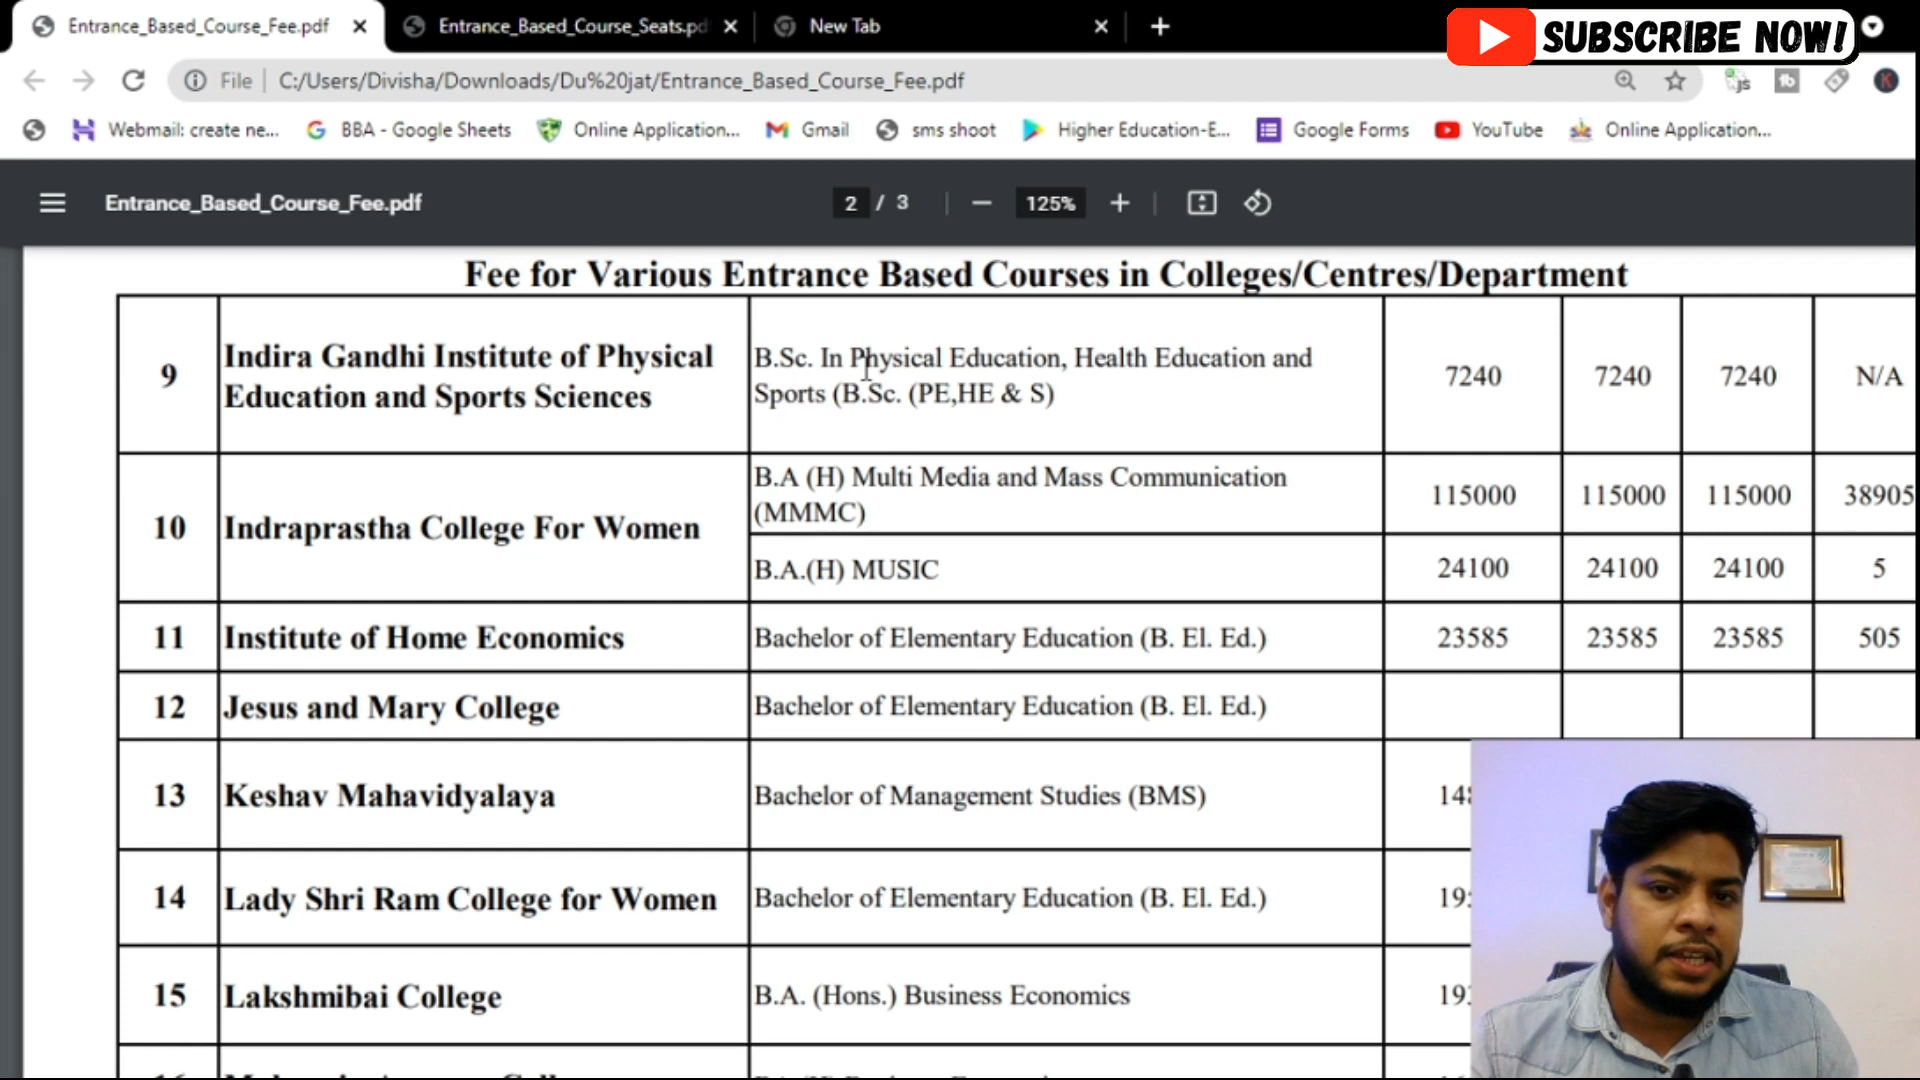 Entrance_Based_Course_Fee.pdf
Entrance_Based_Course_Seats.pd
New Tab
SUBSCRIBE NOW!
File
C:/Users/Divisha/Downloads/Du%20jat/Entrance_Based_Course_Fee.pdf
Webmail: create ne...
BBA - Google Sheets
Online Application...
Gmail
sms shoot
Higher Education-E...
Google Forms
YouTube
Online Application...
Entrance_Based_Course_Fee.pdf
2 / 3
125%
Fee for Various Entrance Based Courses in Colleges/Centres/Department
9
Indira Gandhi Institute of Physical
Education and Sports Sciences
B.Sc. In Physical Education, Health Education and
Sports (B.Sc. (PE,HE & S)
7240 7240 7240 N/A
10
Indraprastha College For Women
B.A (H) Multi Media and Mass Communication
(MMMC)
115000 115000 115000 38905
B.A.(H) MUSIC
24100 24100 24100 5
11 Institute of Home Economics Bachelor of Elementary Education (B. El. Ed.) 23585 23585 23585 505
12 Jesus and Mary College Bachelor of Elementary Education (B. El. Ed.)
13 Keshav Mahavidyalaya Bachelor of Management Studies (BMS) 148
14 Lady Shri Ram College for Women Bachelor of Elementary Education (B. El. Ed.) 19
15 Lakshmibai College B.A. (Hons.) Business Economics 19